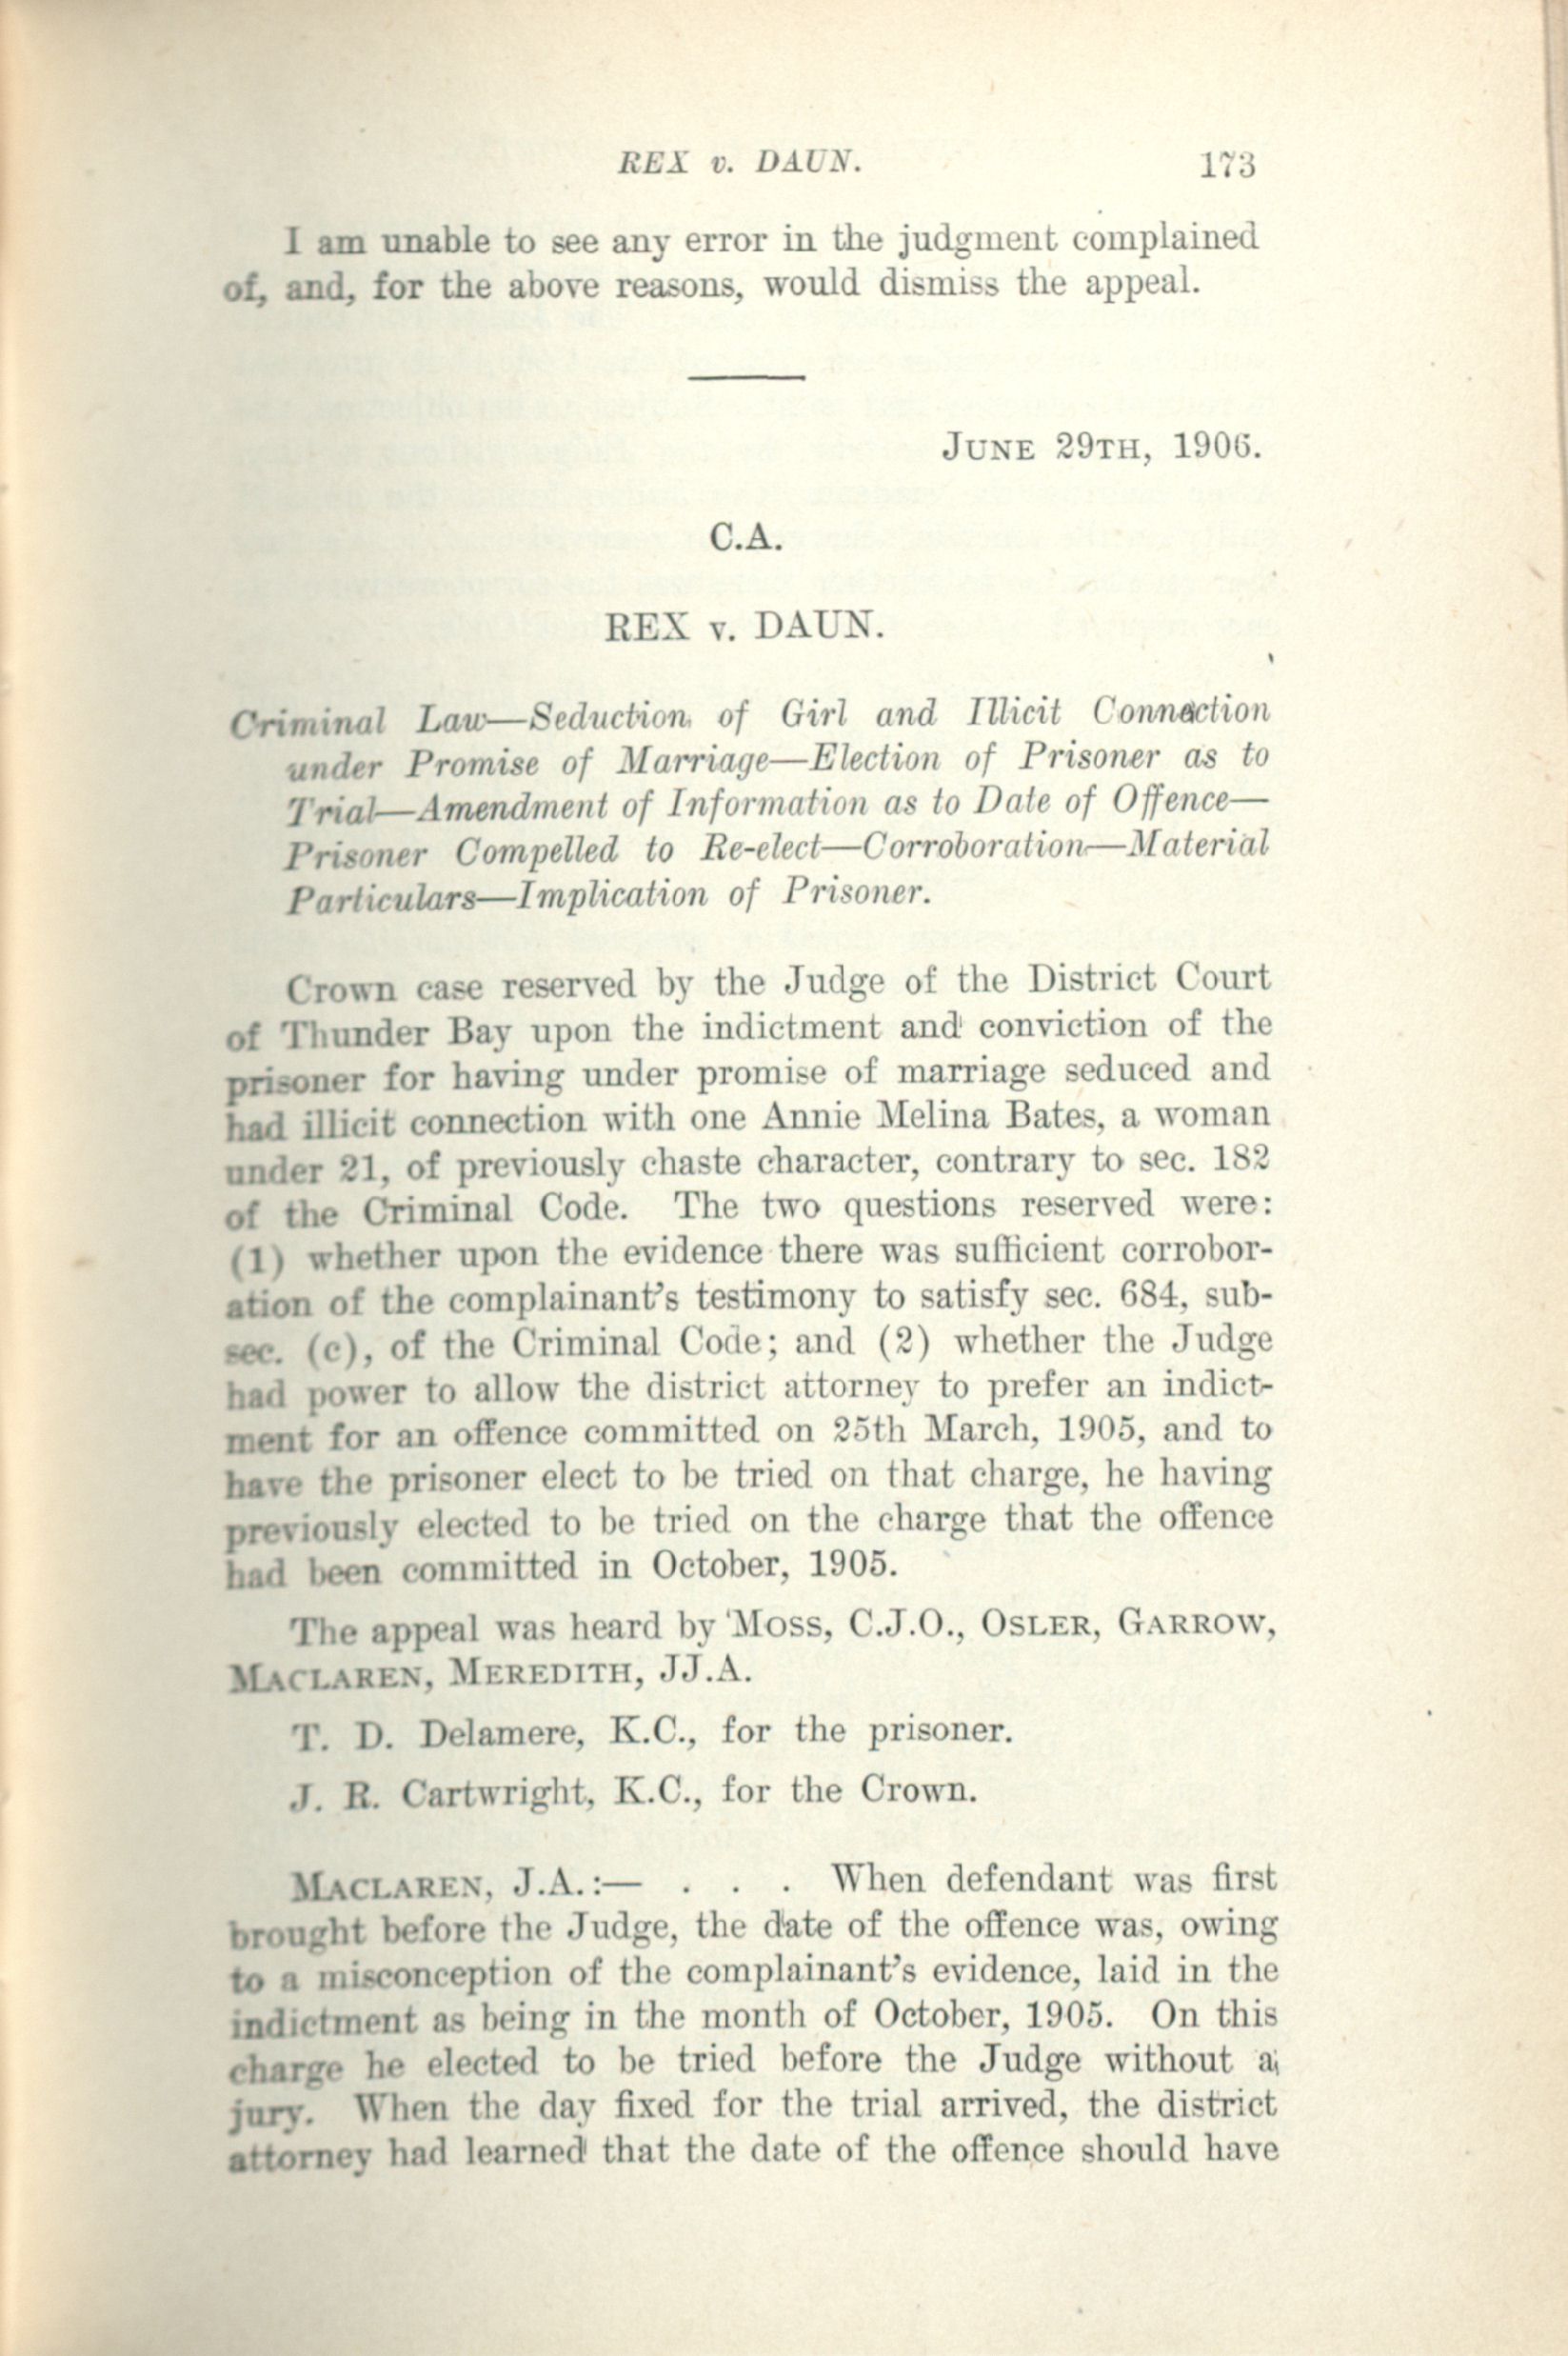 REX v. DAUN. 173
I am unable to see any error in the judgment complained
of, and, for the above reasons, would dismiss the appeal.
JUNE 29TH, 1906.
C.A.
REX v. DAUN.
Criminal Law—Seduction of Girl and Illicit Connection
under Promise of Marriage—Election of Prisoner as to
Trial—Amendment of Information as to Date of Offence—
Prisoner Compelled to Re-elect—Corroboration—Material
Particulars—Implication of Prisoner.
Crown case reserved by the Judge of the District Court
of Thunder Bay upon the indictment and conviction of the
prisoner for having under promise of marriage seduced and
had illicit connection with one Annie Melina Bates, a woman
under 21, of previously chaste character, contrary to sec. 182
of the Criminal Code. The two questions reserved were:
(1) whether upon the evidence there was sufficient corrobor-
ation of the complainant's testimony to satisfy sec. 684, sub-
sec. (c), of the Criminal Code; and (2) whether the Judge
had power to allow the district attorney to prefer an indict-
ment for an offence committed on 25th March, 1905, and to
have the prisoner elect to be tried on that charge, he having
previously elected to be tried on the charge that the offence
had been committed in October, 1905.
The appeal was heard by MOSS, C.J.O., OSLER, GARROW,
MACLAREN, MEREDITH, JJ.A.
T. D. Delamere, K.C., for the prisoner.
J. R. Cartwright, K.C., for the Crown.
MACLAREN, J.A.:— . . . When defendant was first
brought before the Judge, the date of the offence was, owing
to a misconception of the complainant's evidence, laid in the
indictment as being in the month of October, 1905. On this
charge he elected to be tried before the Judge without a
jury. When the day fixed for the trial arrived, the district
attorney had learned that the date of the offence should have